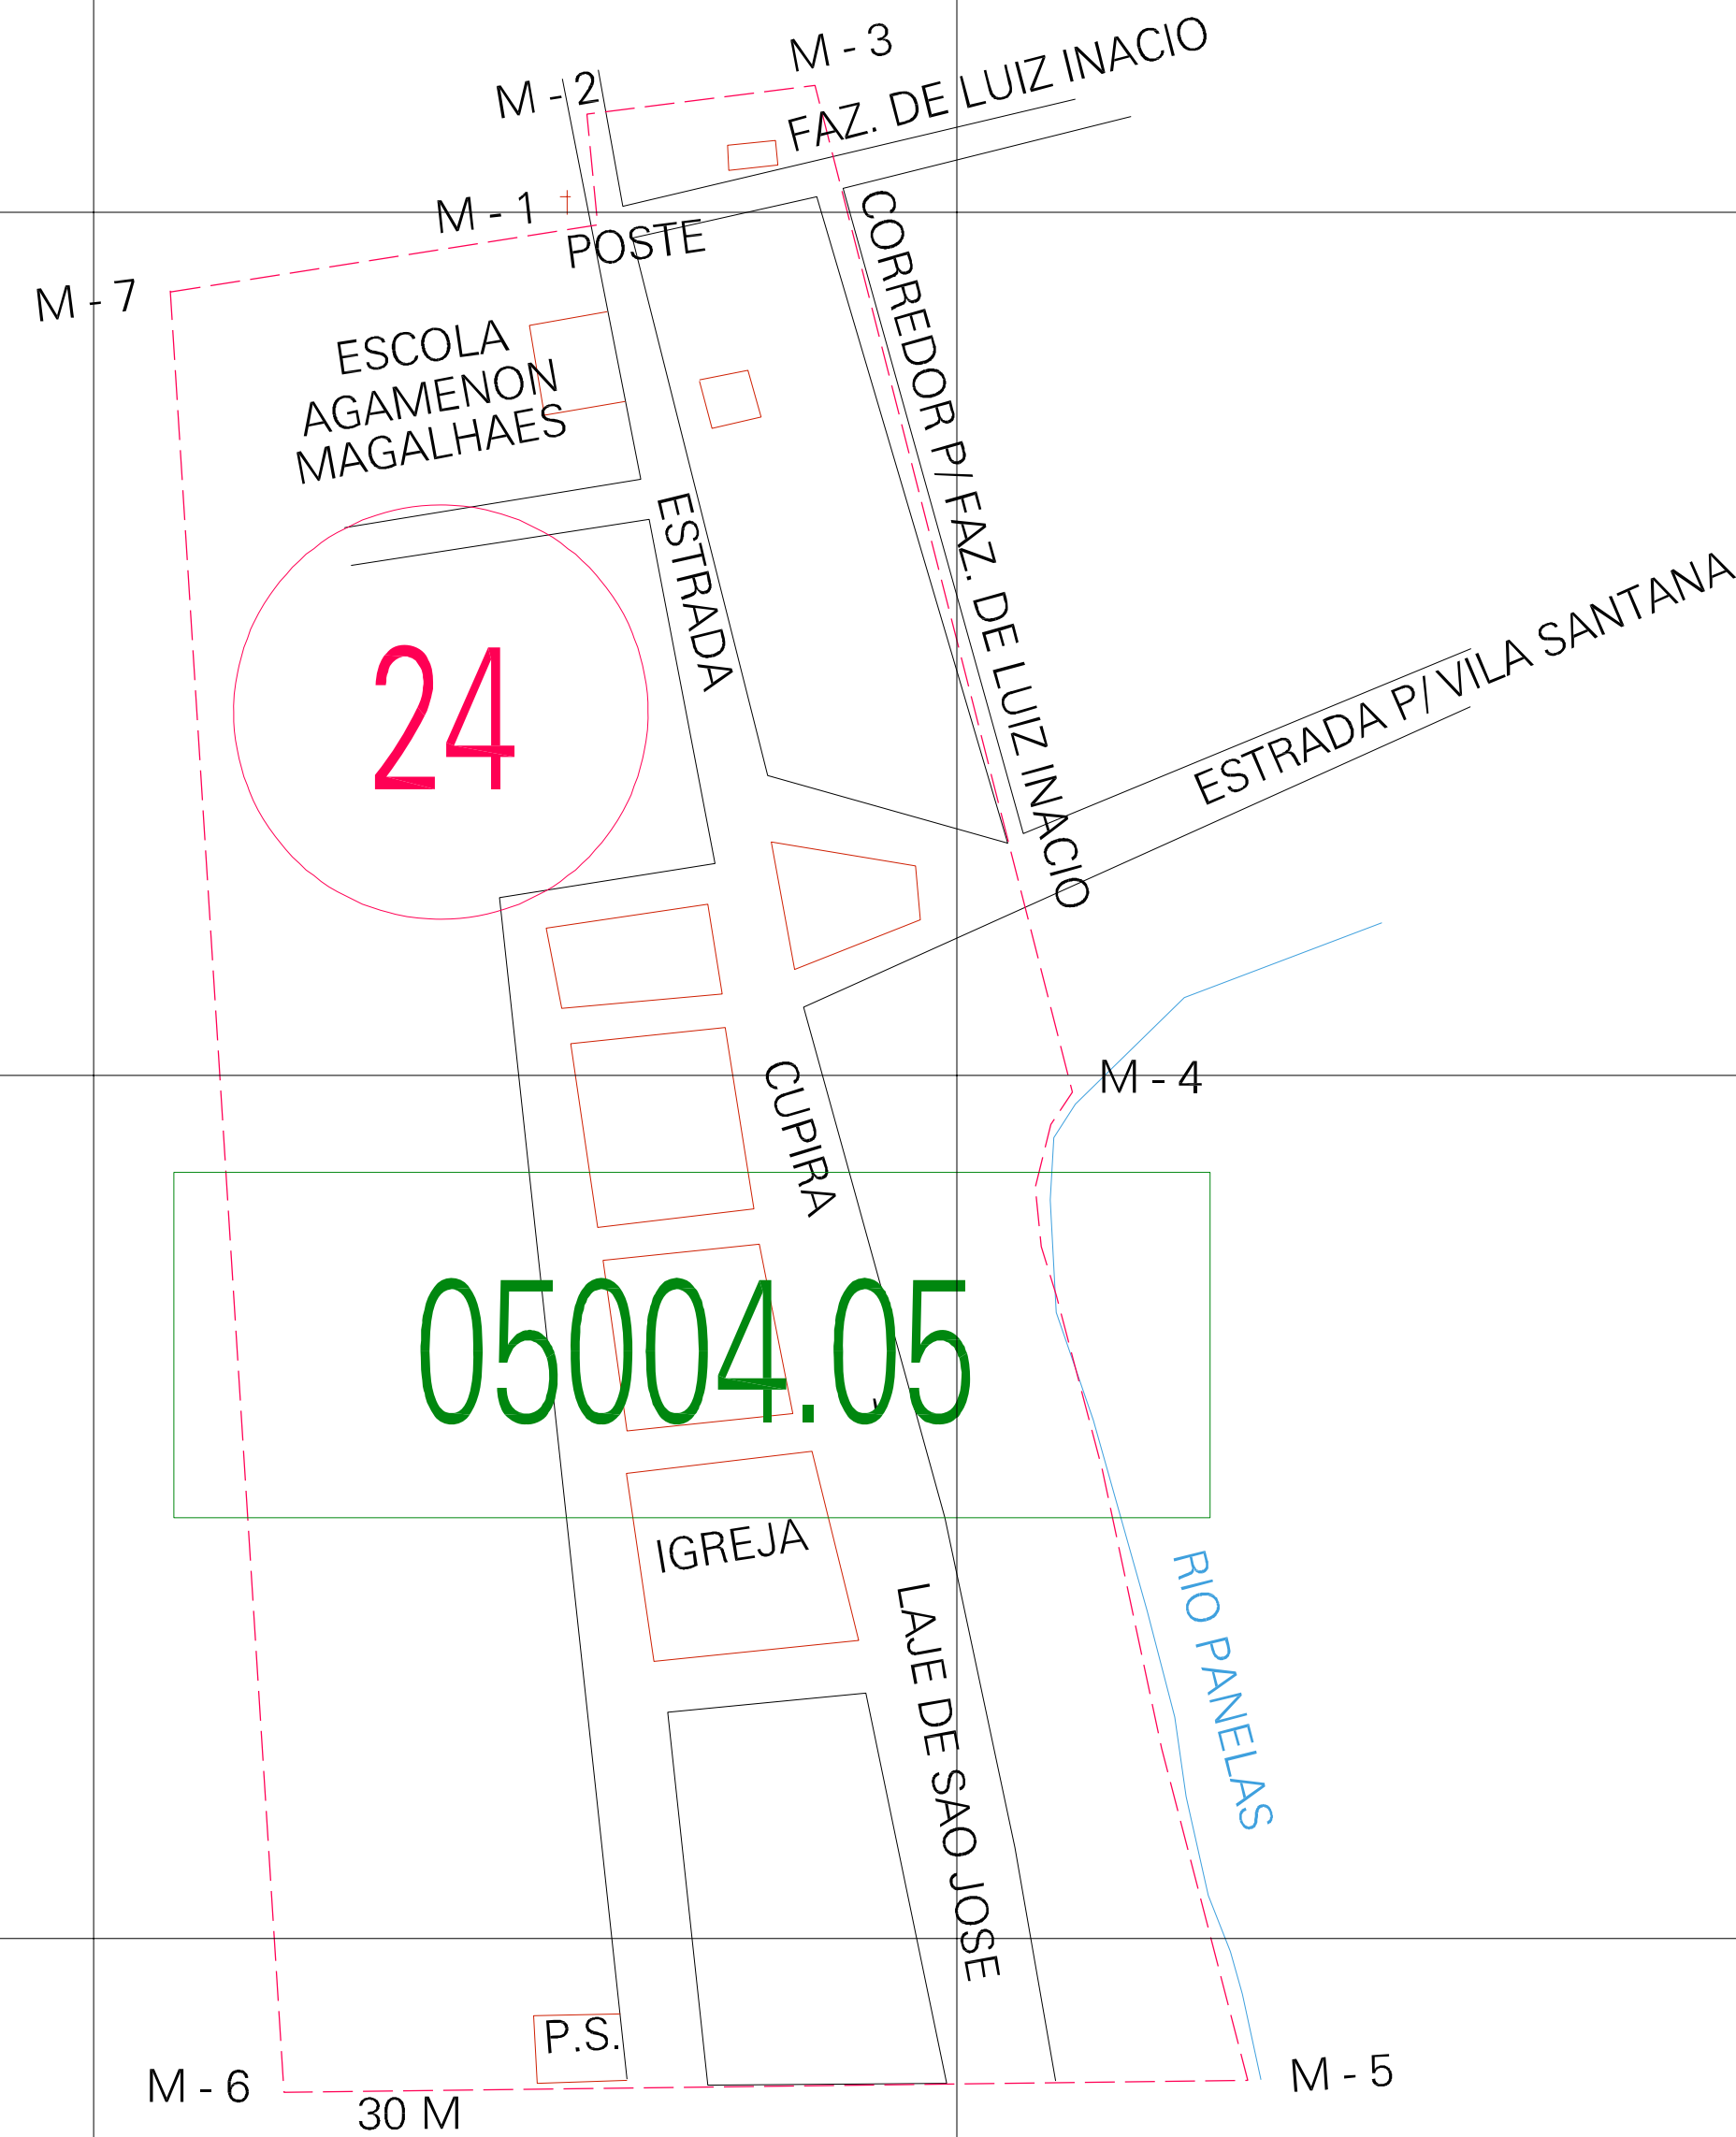 M - 3
FAZ. DE LUIZ INACIO
M - 2
M - 1
POSTE
M - 7
CORREDOR P/ FAZ. DE LUIZ INACIO
ESCOLA
AGAMENON
MAGALHAES
ESTRADA
ESTRADA P/ VILA SANTANA
24
M - 4
CUPIRA
05004.05
IGREJA
RIO PANELAS
LAJE DE SAO JOSE
P.S.
M - 6
30 M
M - 5